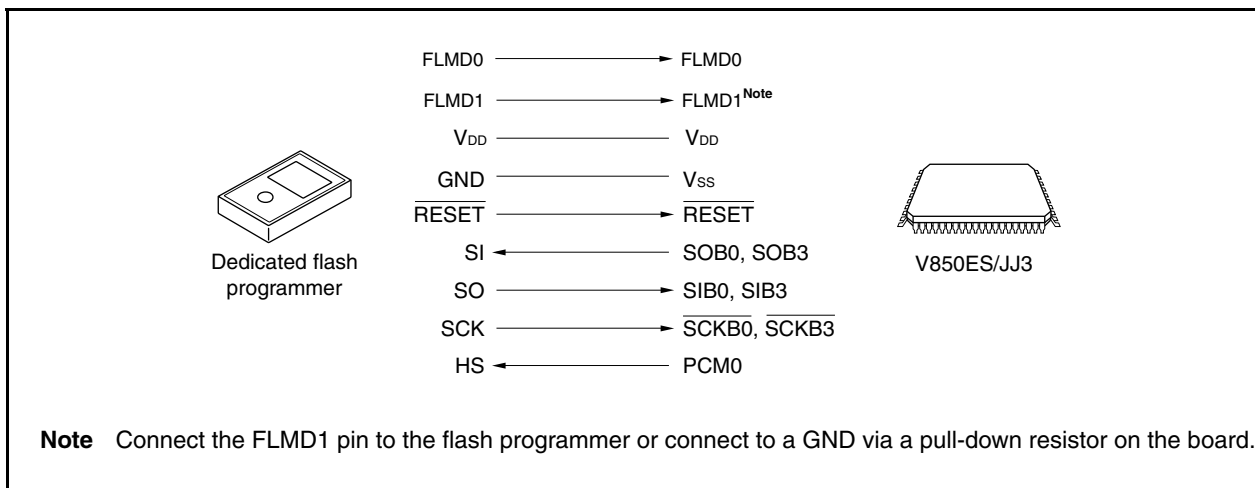 FLMD0 FLMD0
FLMD1 FLMD1Note
VDD VDD
GND VSS
RESET RESET
SI SOB0, SOB3
SO SIB0, SIB3
SCK SCKB0, SCKB3
HS PCM0
Dedicated flash
programmer
V850ES/JJ3
Note Connect the FLMD1 pin to the flash programmer or connect to a GND via a pull-down resistor on the board.